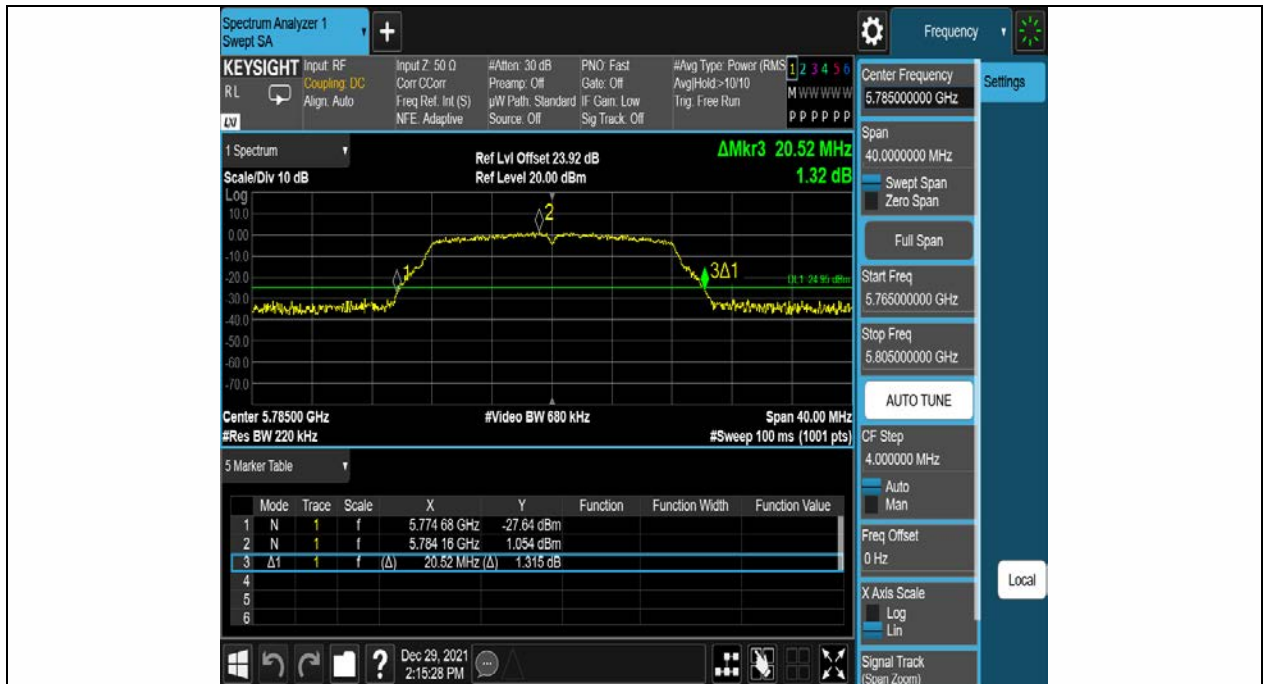 Spectrum Analyzer 1
Swept SA
+
Frequency
KEYSIGHT
RL
LXI
Input: RF
Coupling: DC
Align: Auto
Input Z: 50 Ω
Corr CCorr
Freq Ref: Int (S)
NFE: Adaptive
#Atten: 30 dB
Preamp: Off
µW Path: Standard
Source: Off
PNO: Fast
Gate: Off
IF Gain: Low
Sig Track: Off
#Avg Type: Power (RMS
Avg|Hold:>10/10
Trig: Free Run
1 2 3 4 5 6
M W W W W W
P P P P P P
1 Spectrum
Scale/Div 10 dB
Ref Lvl Offset 23.92 dB
Ref Level 20.00 dBm
ΔMkr3 20.52 MHz
1.32 dB
Log
10.0
0.00
-10.0
-20.0
-30.0
-40.0
-50.0
-60.0
-70.0
1
2
3Δ1
DL1 -24.95 dBm
Center 5.78500 GHz
#Video BW 680 kHz
Span 40.00 MHz
#Res BW 220 kHz
#Sweep 100 ms (1001 pts)
5 Marker Table
Mode Trace Scale X Y Function Function Width Function Value
1 N 1 f 5.774 68 GHz -27.64 dBm
2 N 1 f 5.784 16 GHz 1.054 dBm
3 Δ1 1 f (Δ) 20.52 MHz (Δ) 1.315 dB
4
5
6
?
Dec 29, 2021
2:15:28 PM
Center Frequency
5.785000000 GHz
Span
40.0000000 MHz
Swept Span
Zero Span
Full Span
Start Freq
5.765000000 GHz
Stop Freq
5.805000000 GHz
AUTO TUNE
CF Step
4.000000 MHz
Auto
Man
Freq Offset
0 Hz
X Axis Scale
Log
Lin
Signal Track
(Span Zoom)
Settings
Local